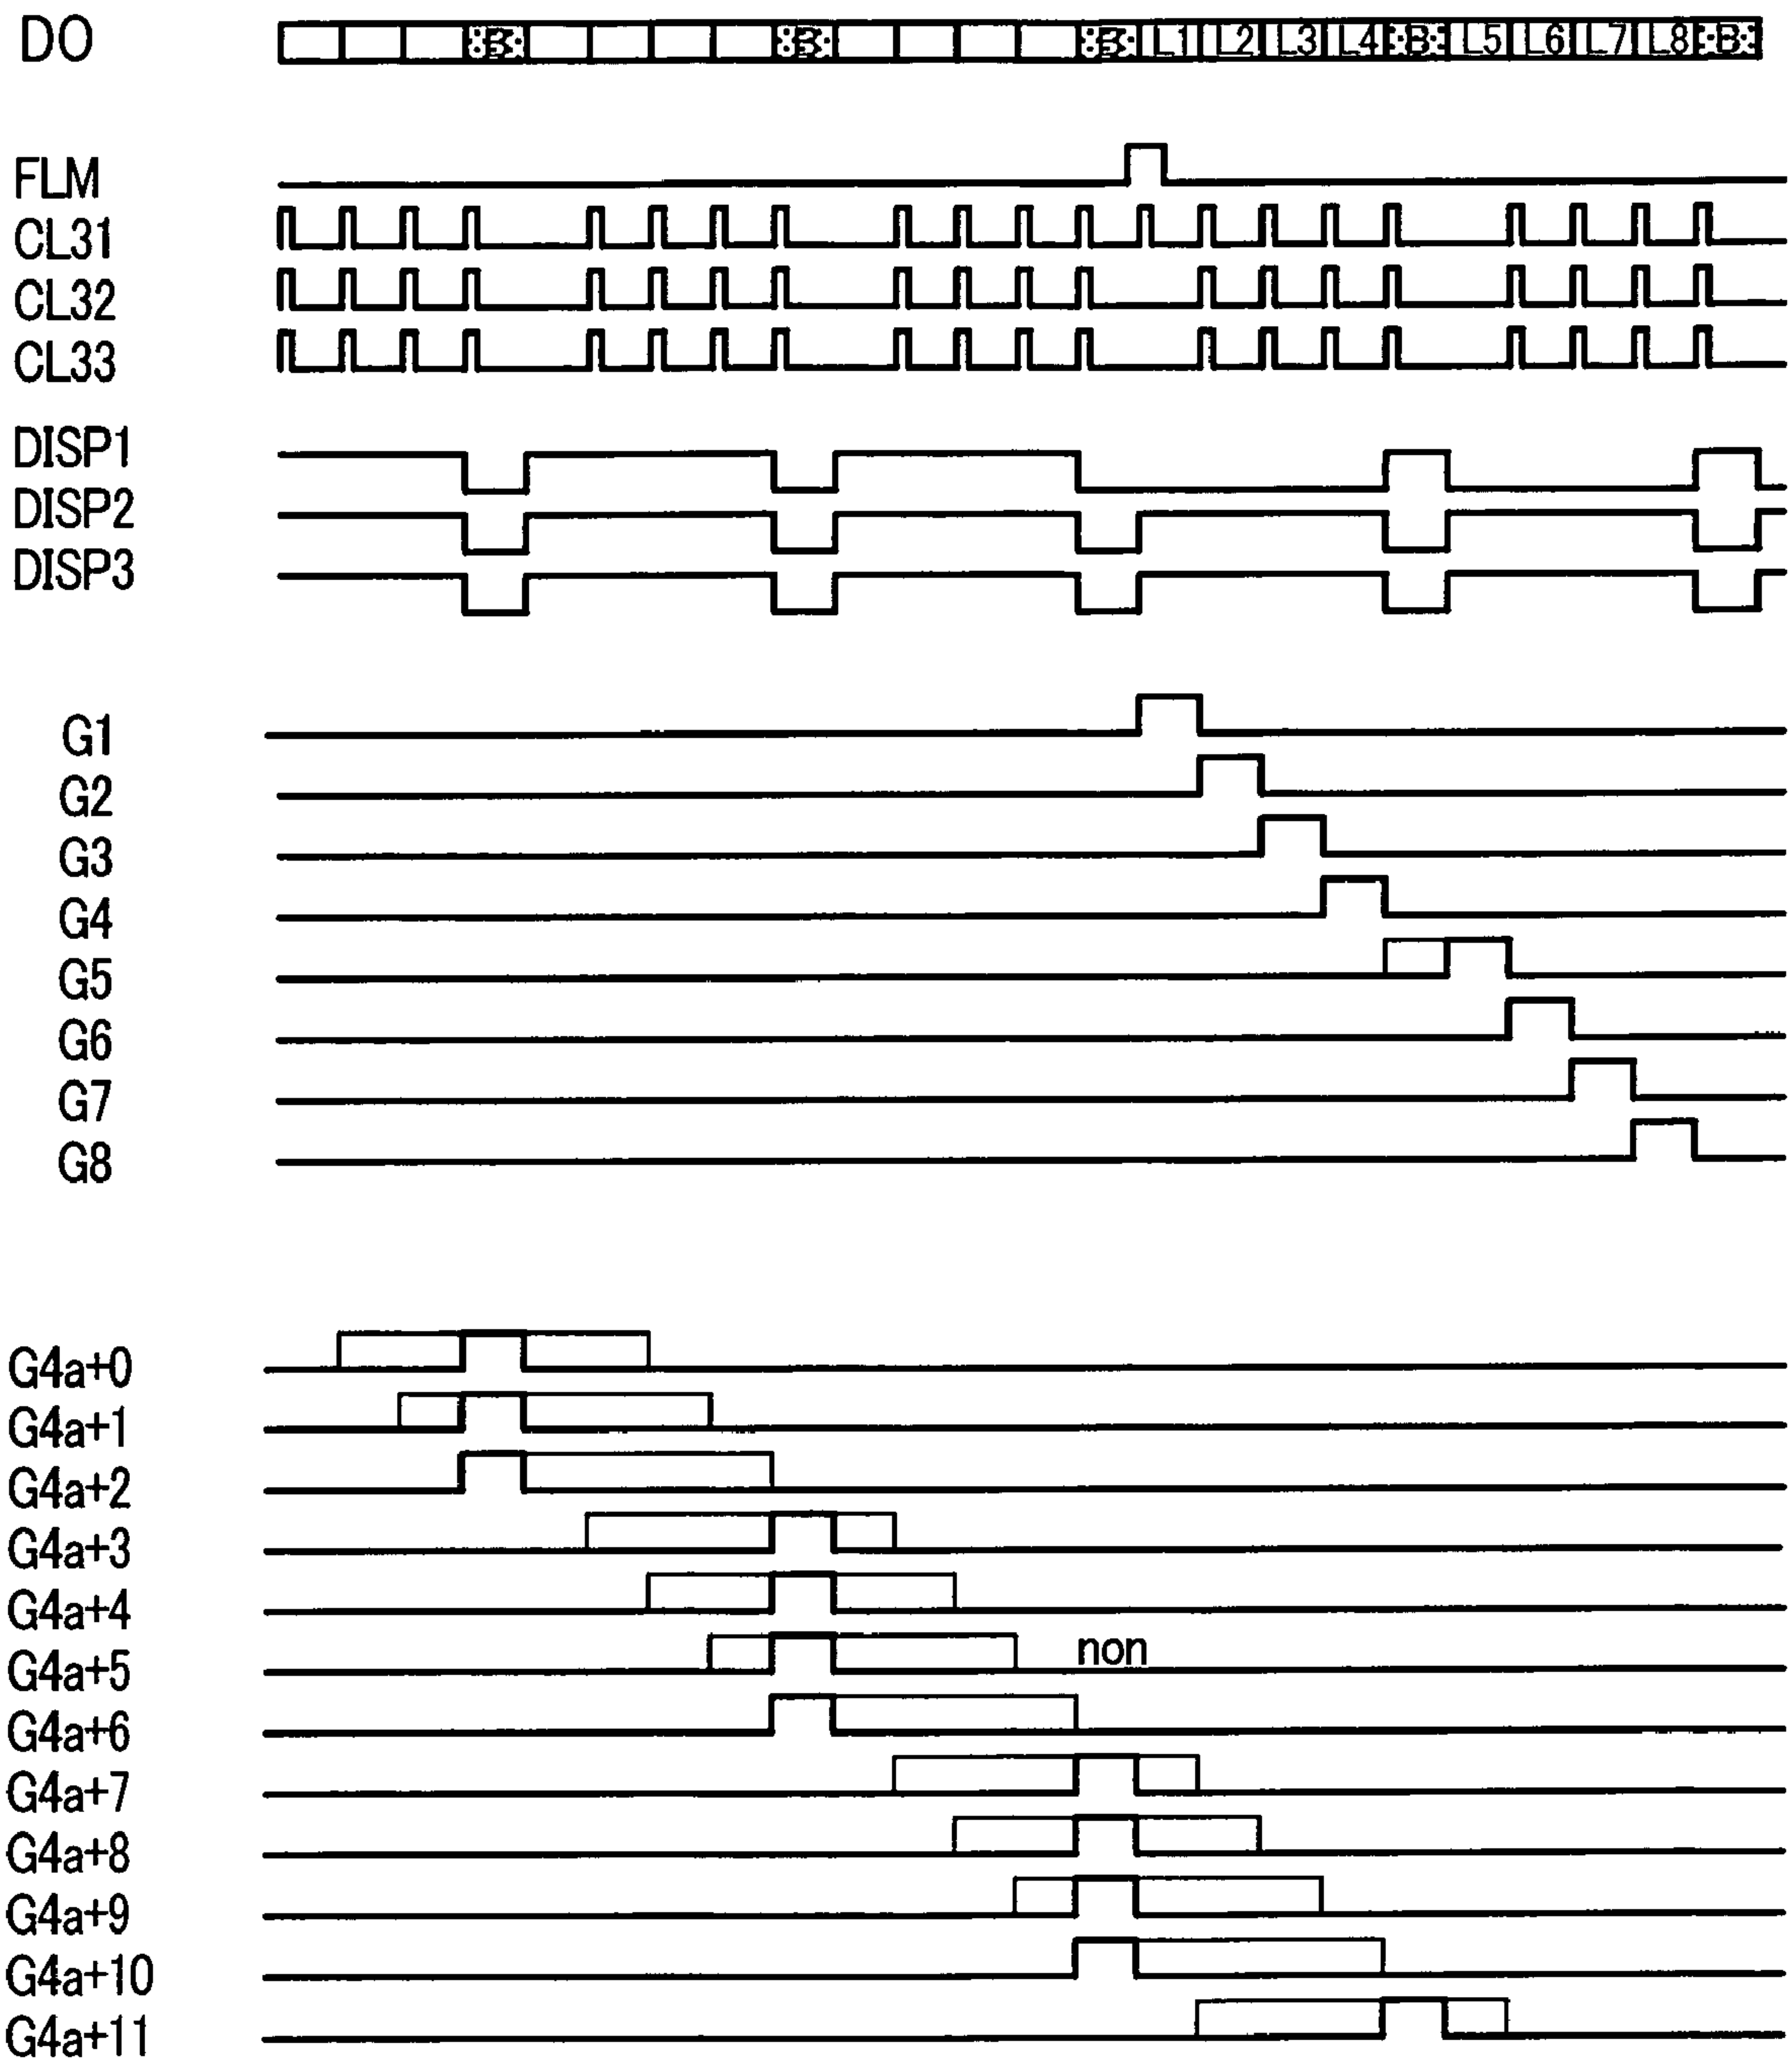 DO B B B L1 L2 L3 L4 B L5 L6 L7 L8 B
FLM
CL31
CL32
CL33
DISP1
DISP2
DISP3
G1
G2
G3
G4
G5
G6
G7
G8
G4a+0
G4a+1
G4a+2
G4a+3
G4a+4
G4a+5 non
G4a+6
G4a+7
G4a+8
G4a+9
G4a+10
G4a+11